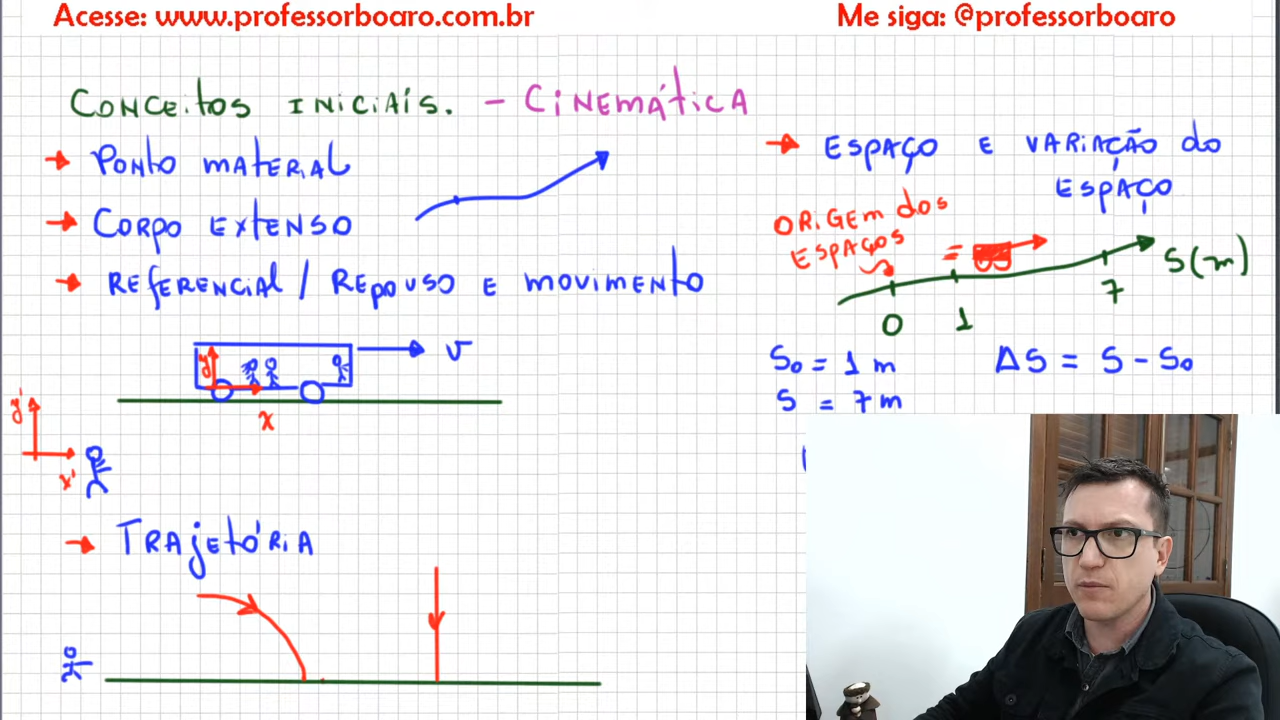 Acesse: www.professorboaro.com.br
Me siga: @professorboaro
CONCEITOS INICIAIS. - CINEMÁTICA
→ PONTO MATERIAL
→ CORPO EXTENSO
→ REFERENCIAL / REPOUSO E MOVIMENTO
v
y
x
y'
x'
→ TRAJETÓRIA
→ ESPAÇO E VARIAÇÃO DO
ESPAÇO
ORIGEM DOS
ESPAÇOS
S(m)
0 1 7
S₀ = 1 m
ΔS = S - S₀
S = 7 m